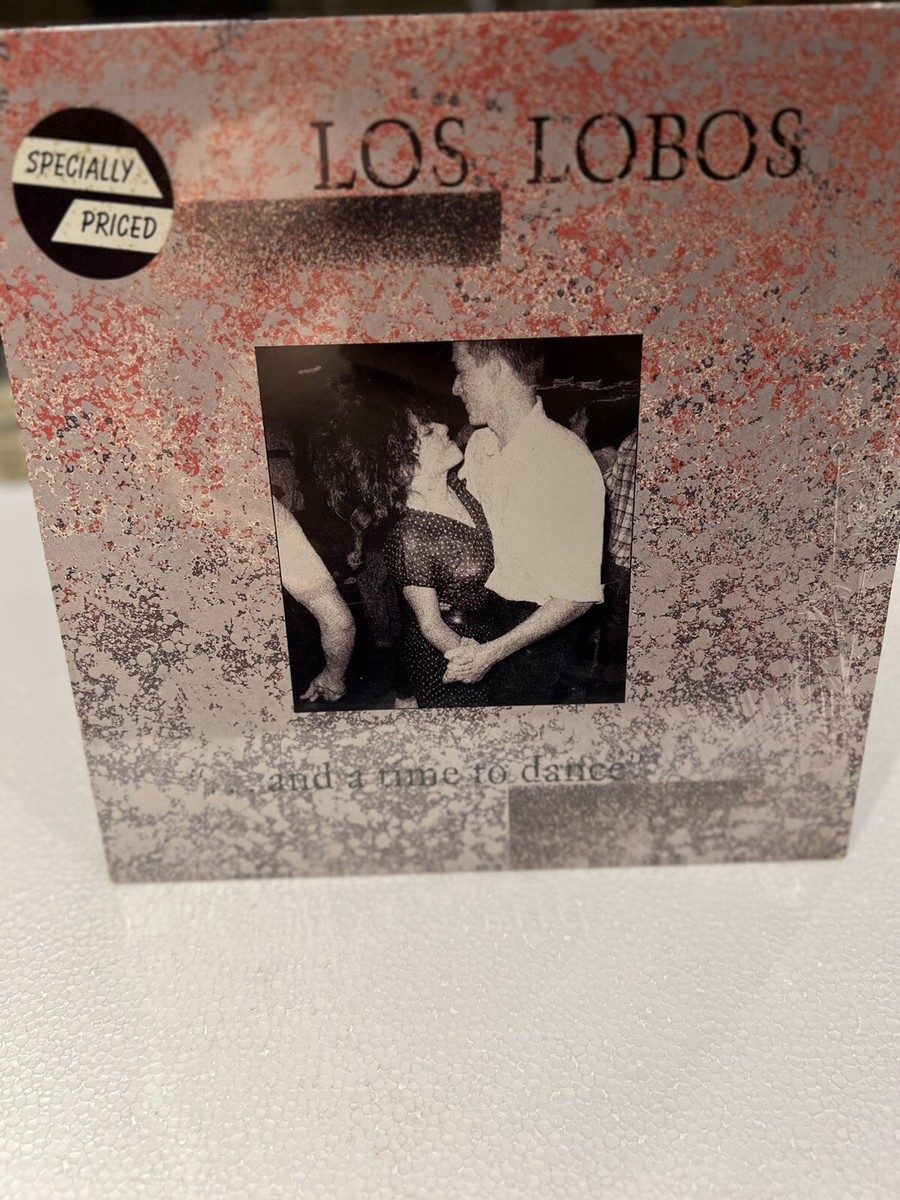 SPECIALLY
PRICED
LOS LOBOS
"... and a time to dance"